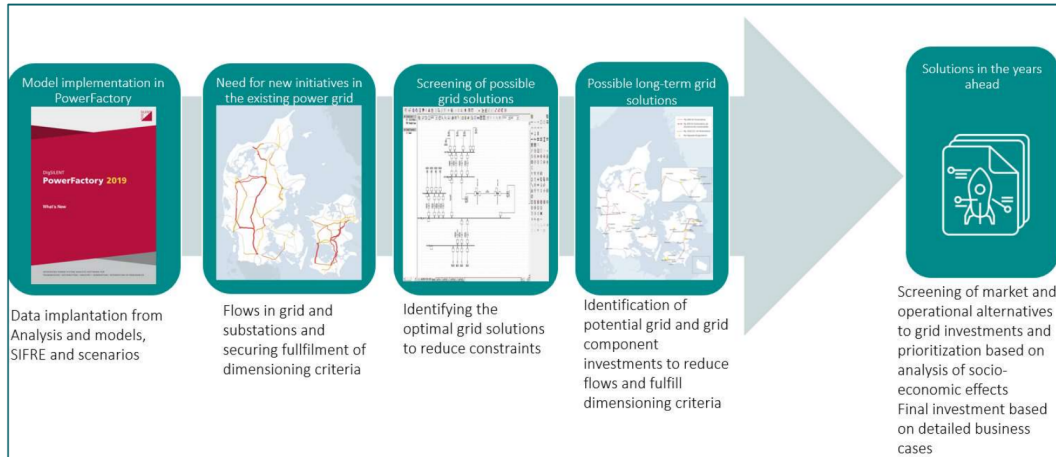 Model implementation in
PowerFactory
DIgSILENT
PowerFactory 2019
What's New
Data implantation from
Analysis and models,
SIFRE and scenarios
Need for new initiatives in
the existing power grid
Flows in grid and
substations and
securing fullfilment of
dimensioning criteria
Screening of possible
grid solutions
Identifying the
optimal grid solutions
to reduce constraints
Possible long-term grid
solutions
Identification of
potential grid and grid
component
investments to reduce
flows and fulfill
dimensioning criteria
Solutions in the years
ahead
Screening of market and
operational alternatives
to grid investments and
prioritization based on
analysis of socio-
economic effects
Final investment based
on detailed business
cases